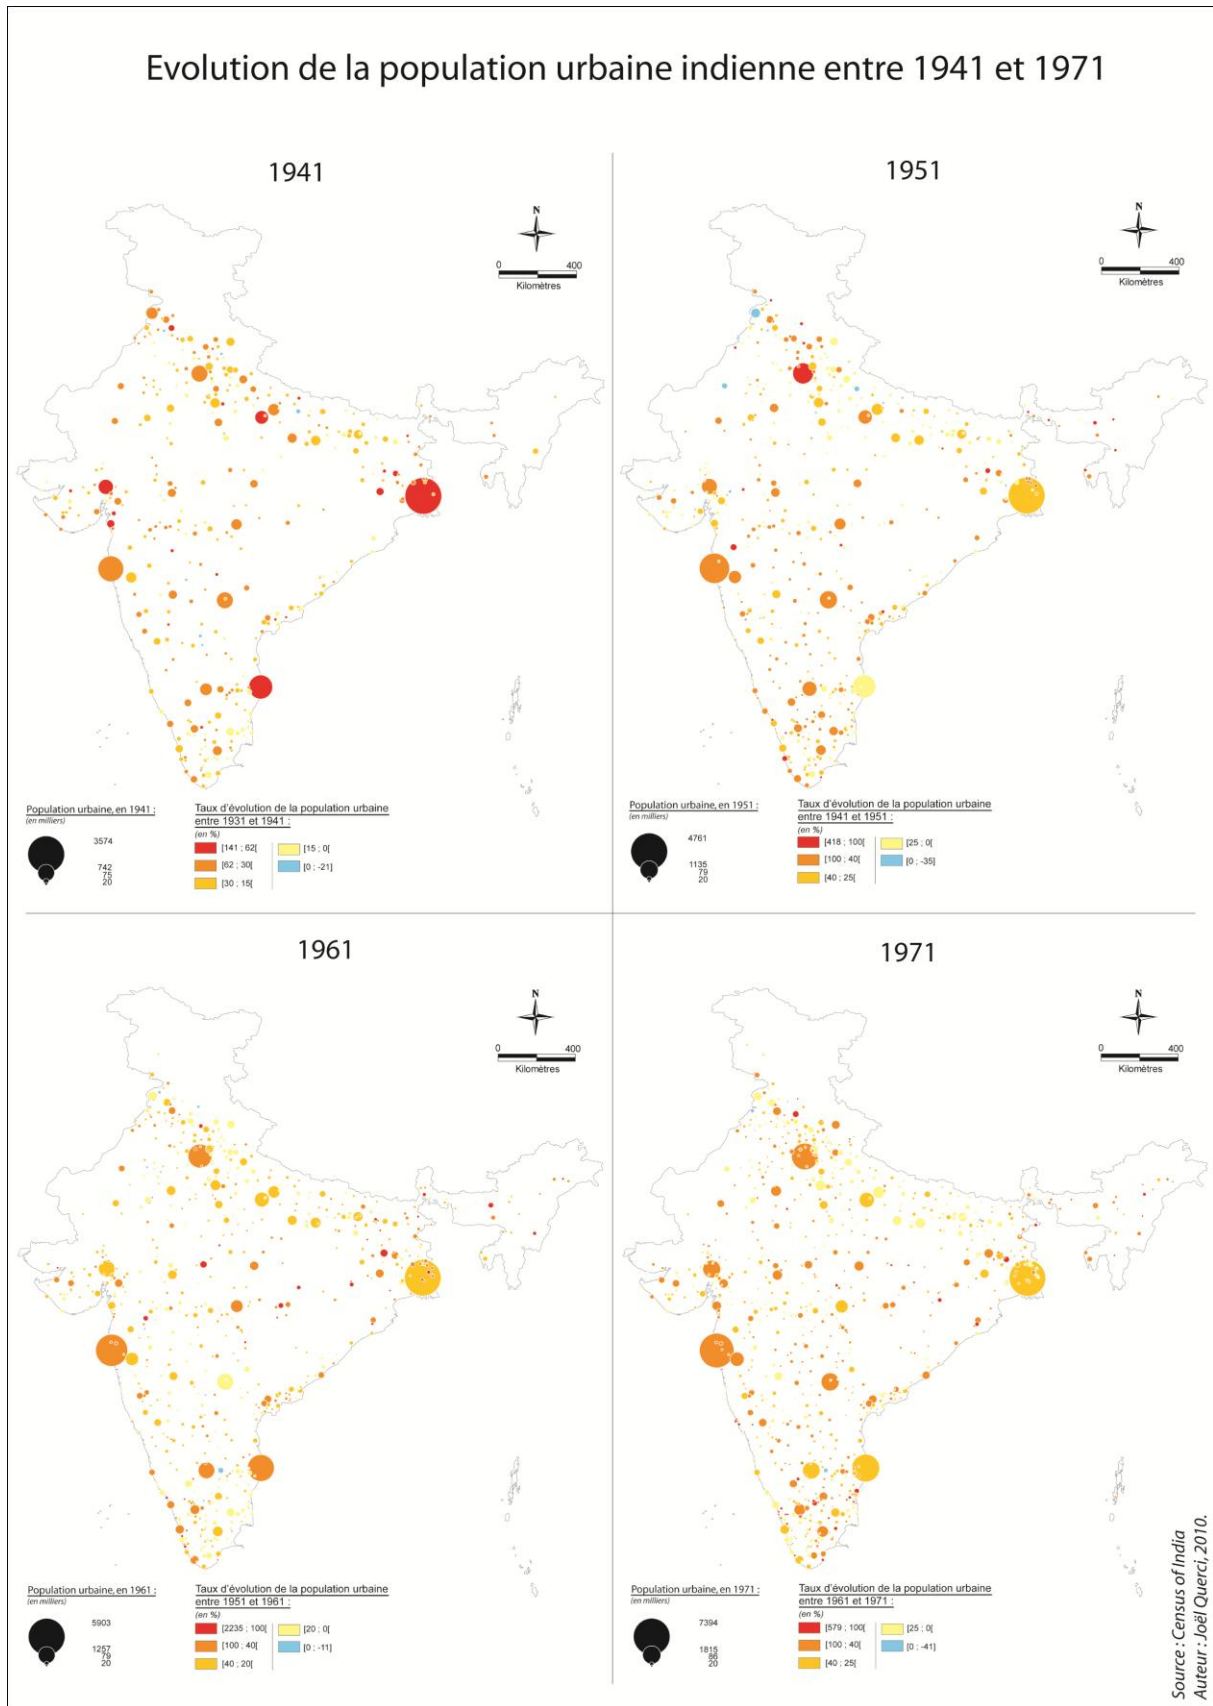 Evolution de la population urbaine indienne entre 1941 et 1971
1941
N
0 400
Kilomètres
Population urbaine, en 1941 :
(en milliers)
3574
742
75
20
Taux d'évolution de la population urbaine
entre 1931 et 1941 :
(en %)
[141 ; 62[
[62 ; 30[
[30 ; 15[
[15 ; 0[
[0 ; -21]
1951
N
0 400
Kilomètres
Population urbaine, en 1951 :
(en milliers)
4761
1135
79
20
Taux d'évolution de la population urbaine
entre 1941 et 1951 :
(en %)
[418 ; 100[
[100 ; 40[
[40 ; 25[
[25 ; 0[
[0 ; -35]
1961
N
0 400
Kilomètres
Population urbaine, en 1961 :
(en milliers)
5903
1257
79
20
Taux d'évolution de la population urbaine
entre 1951 et 1961 :
(en %)
[2235 ; 100[
[100 ; 40[
[40 ; 20[
[20 ; 0[
[0 ; -11]
1971
N
0 400
Kilomètres
Population urbaine, en 1971 :
(en milliers)
7394
1815
86
20
Taux d'évolution de la population urbaine
entre 1961 et 1971 :
(en %)
[579 ; 100[
[100 ; 40[
[40 ; 25[
[25 ; 0[
[0 ; -41]
Source : Census of India
Auteur : Joël Querci, 2010.